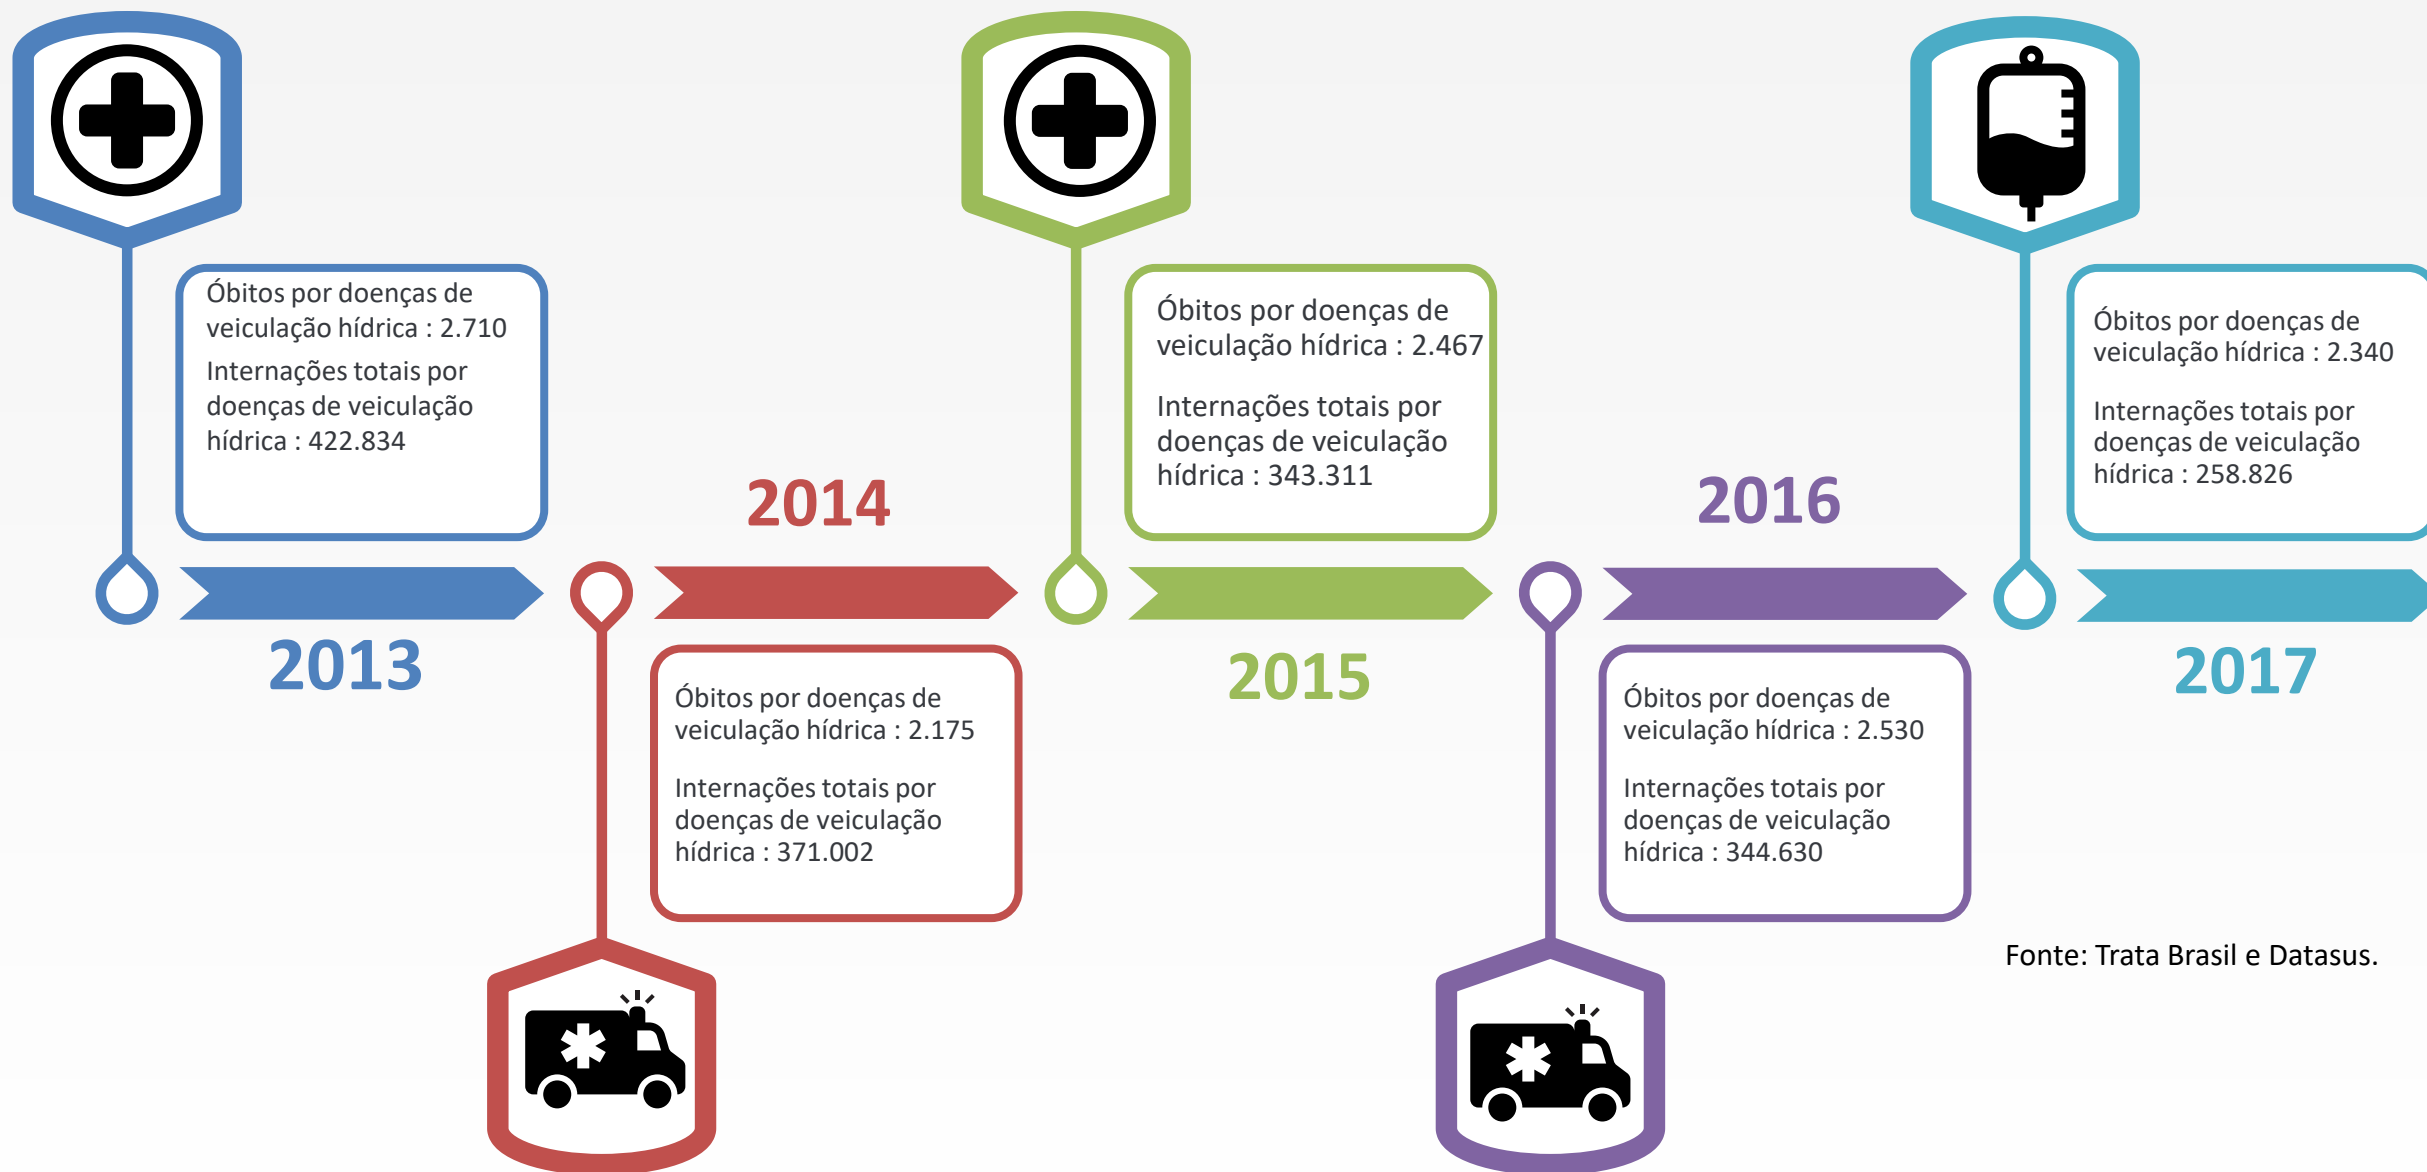 Óbitos por doenças de
veiculação hídrica : 2.710
Internações totais por
doenças de veiculação
hídrica : 422.834
2013
2014
Óbitos por doenças de
veiculação hídrica : 2.175
Internações totais por
doenças de veiculação
hídrica : 371.002
Óbitos por doenças de
veiculação hídrica : 2.467
Internações totais por
doenças de veiculação
hídrica : 343.311
2015
2016
Óbitos por doenças de
veiculação hídrica : 2.530
Internações totais por
doenças de veiculação
hídrica : 344.630
Óbitos por doenças de
veiculação hídrica : 2.340
Internações totais por
doenças de veiculação
hídrica : 258.826
2017
Fonte: Trata Brasil e Datasus.